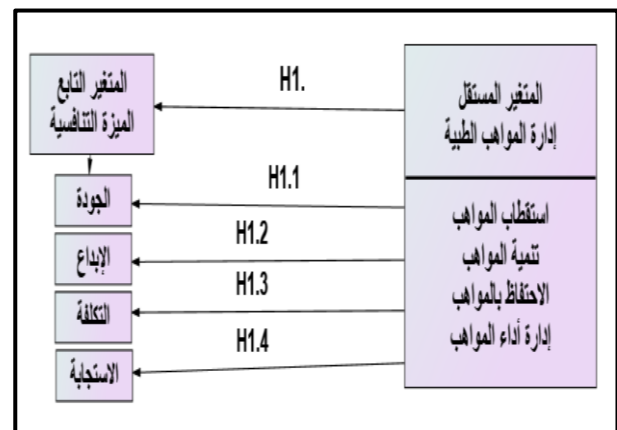 المتغير المستقل
إدارة المواهب الطبية
استقطاب المواهب
تنمية المواهب
الاحتفاظ بالمواهب
إدارة أداء المواهب
H1.
H1.1
H1.2
H1.3
H1.4
المتغير التابع
الميزة التنافسية
الجودة
الإبداع
التكلفة
الاستجابة